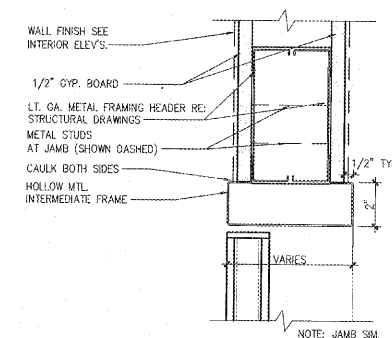 WALL FINISH SEE
INTERIOR ELEV'S.
1/2" GYP. BOARD
LT. GA. METAL FRAMING HEADER RE:
STRUCTURAL DRAWINGS
METAL STUDS
AT JAMB (SHOWN DASHED)
CAULK BOTH SIDES
HOLLOW MTL.
INTERMEDIATE FRAME
1/2" TY
2"
VARIES
NOTE: JAMB SIM.